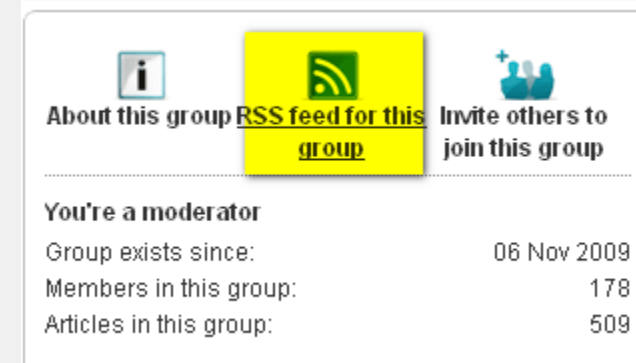 About this group RSS feed for this Invite others to
group join this group
You're a moderator
Group exists since: 06 Nov 2009
Members in this group: 178
Articles in this group: 509